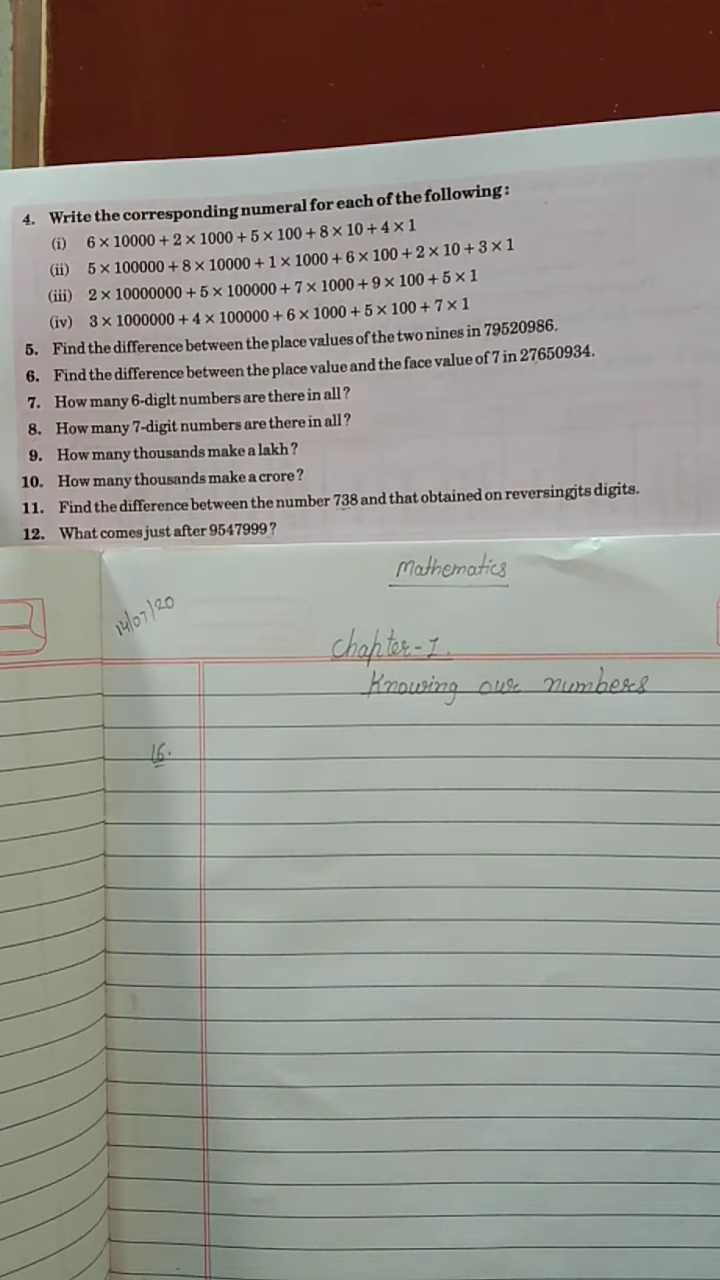 4. Write the corresponding numeral for each of the following:
(i) 6 × 10000 + 2 × 1000 + 5 × 100 + 8 × 10 + 4 × 1
(ii) 5 × 100000 + 8 × 10000 + 1 × 1000 + 6 × 100 + 2 × 10 + 3 × 1
(iii) 2 × 10000000 + 5 × 100000 + 7 × 1000 + 9 × 100 + 5 × 1
(iv) 3 × 1000000 + 4 × 100000 + 6 × 1000 + 5 × 100 + 7 × 1
5. Find the difference between the place values of the two nines in 79520986.
6. Find the difference between the place value and the face value of 7 in 27650934.
7. How many 6-diglt numbers are there in all?
8. How many 7-digit numbers are there in all?
9. How many thousands make a lakh?
10. How many thousands make a crore?
11. Find the difference between the number 738 and that obtained on reversingjts digits.
12. What comes just after 9547999?
Mathematics
14/07/20
Chapter-1.
Knowing our numbers
16.